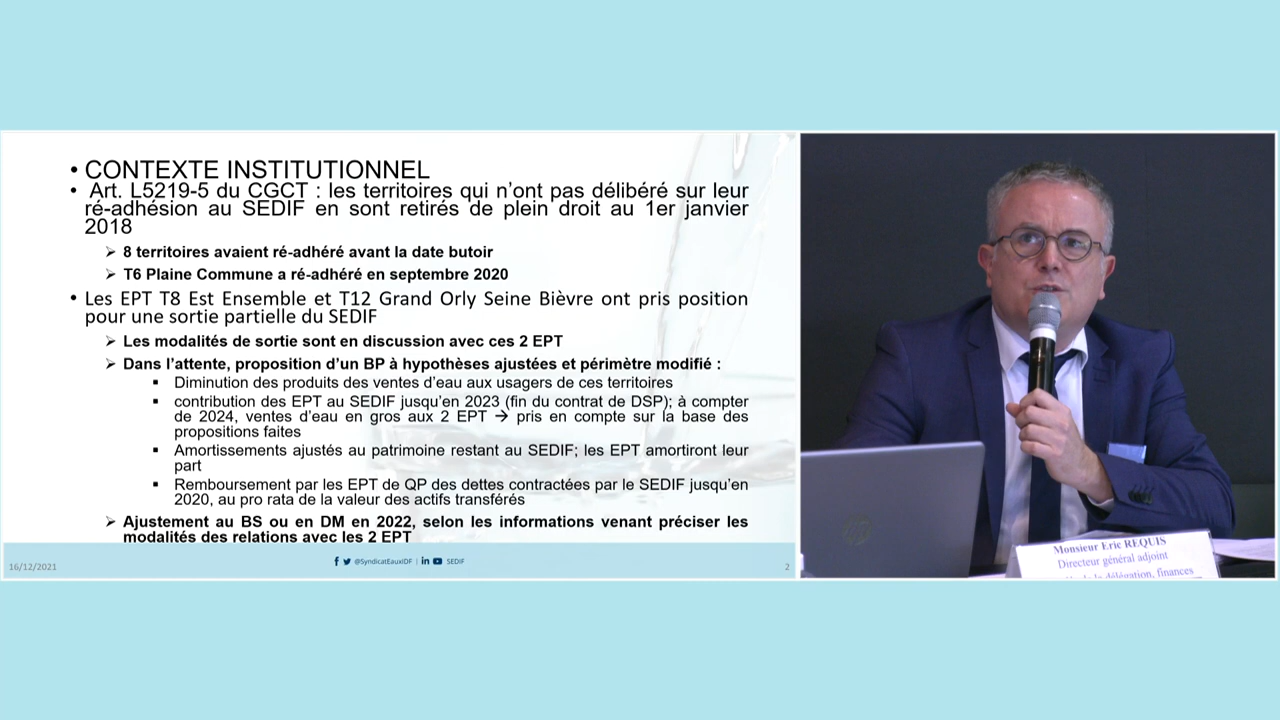 • CONTEXTE INSTITUTIONNEL
• Art. L5219-5 du CGCT : les territoires qui n'ont pas délibéré sur leur
ré-adhésion au SEDIF en sont retirés de plein droit au 1er janvier
2018
➢ 8 territoires avaient ré-adhéré avant la date butoir
➢ T6 Plaine Commune a ré-adhéré en septembre 2020
• Les EPT T8 Est Ensemble et T12 Grand Orly Seine Bièvre ont pris position
pour une sortie partielle du SEDIF
➢ Les modalités de sortie sont en discussion avec ces 2 EPT
➢ Dans l'attente, proposition d'un BP à hypothèses ajustées et périmètre modifié :
▪ Diminution des produits des ventes d'eau aux usagers de ces territoires
▪ contribution des EPT au SEDIF jusqu'en 2023 (fin du contrat de DSP); à compter
de 2024, ventes d'eau en gros aux 2 EPT → pris en compte sur la base des
propositions faites
▪ Amortissements ajustés au patrimoine restant au SEDIF; les EPT amortiront leur
part
▪ Remboursement par les EPT de QP des dettes contractées par le SEDIF jusqu'en
2020, au pro rata de la valeur des actifs transférés
➢ Ajustement au BS ou en DM en 2022, selon les informations venant préciser les
modalités des relations avec les 2 EPT
16/12/2021
@SyndicatEauxIDF | SEDIF
2
Monsieur Eric REQUIS
Directeur général adjoint
de la délégation, finances